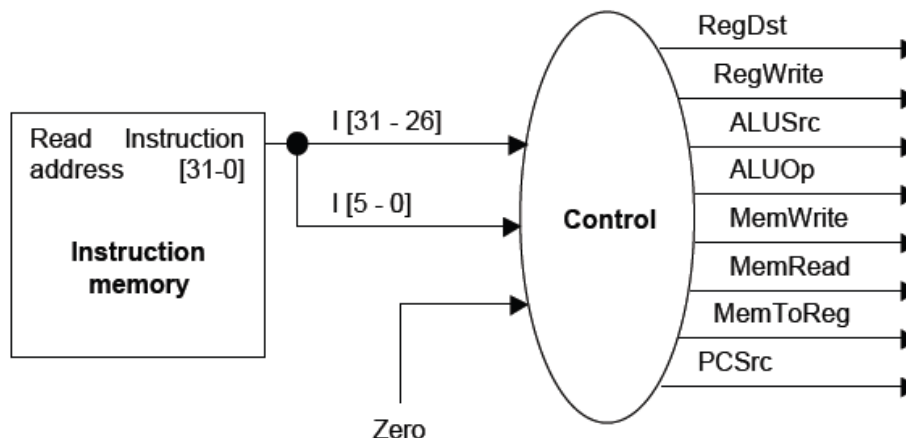 RegDst
RegWrite
I [31 - 26]
ALUSrc
Read Instruction
address [31-0]
ALUOp
I [5 - 0]
Control
MemWrite
Instruction
memory
MemRead
MemToReg
PCSrc
Zero